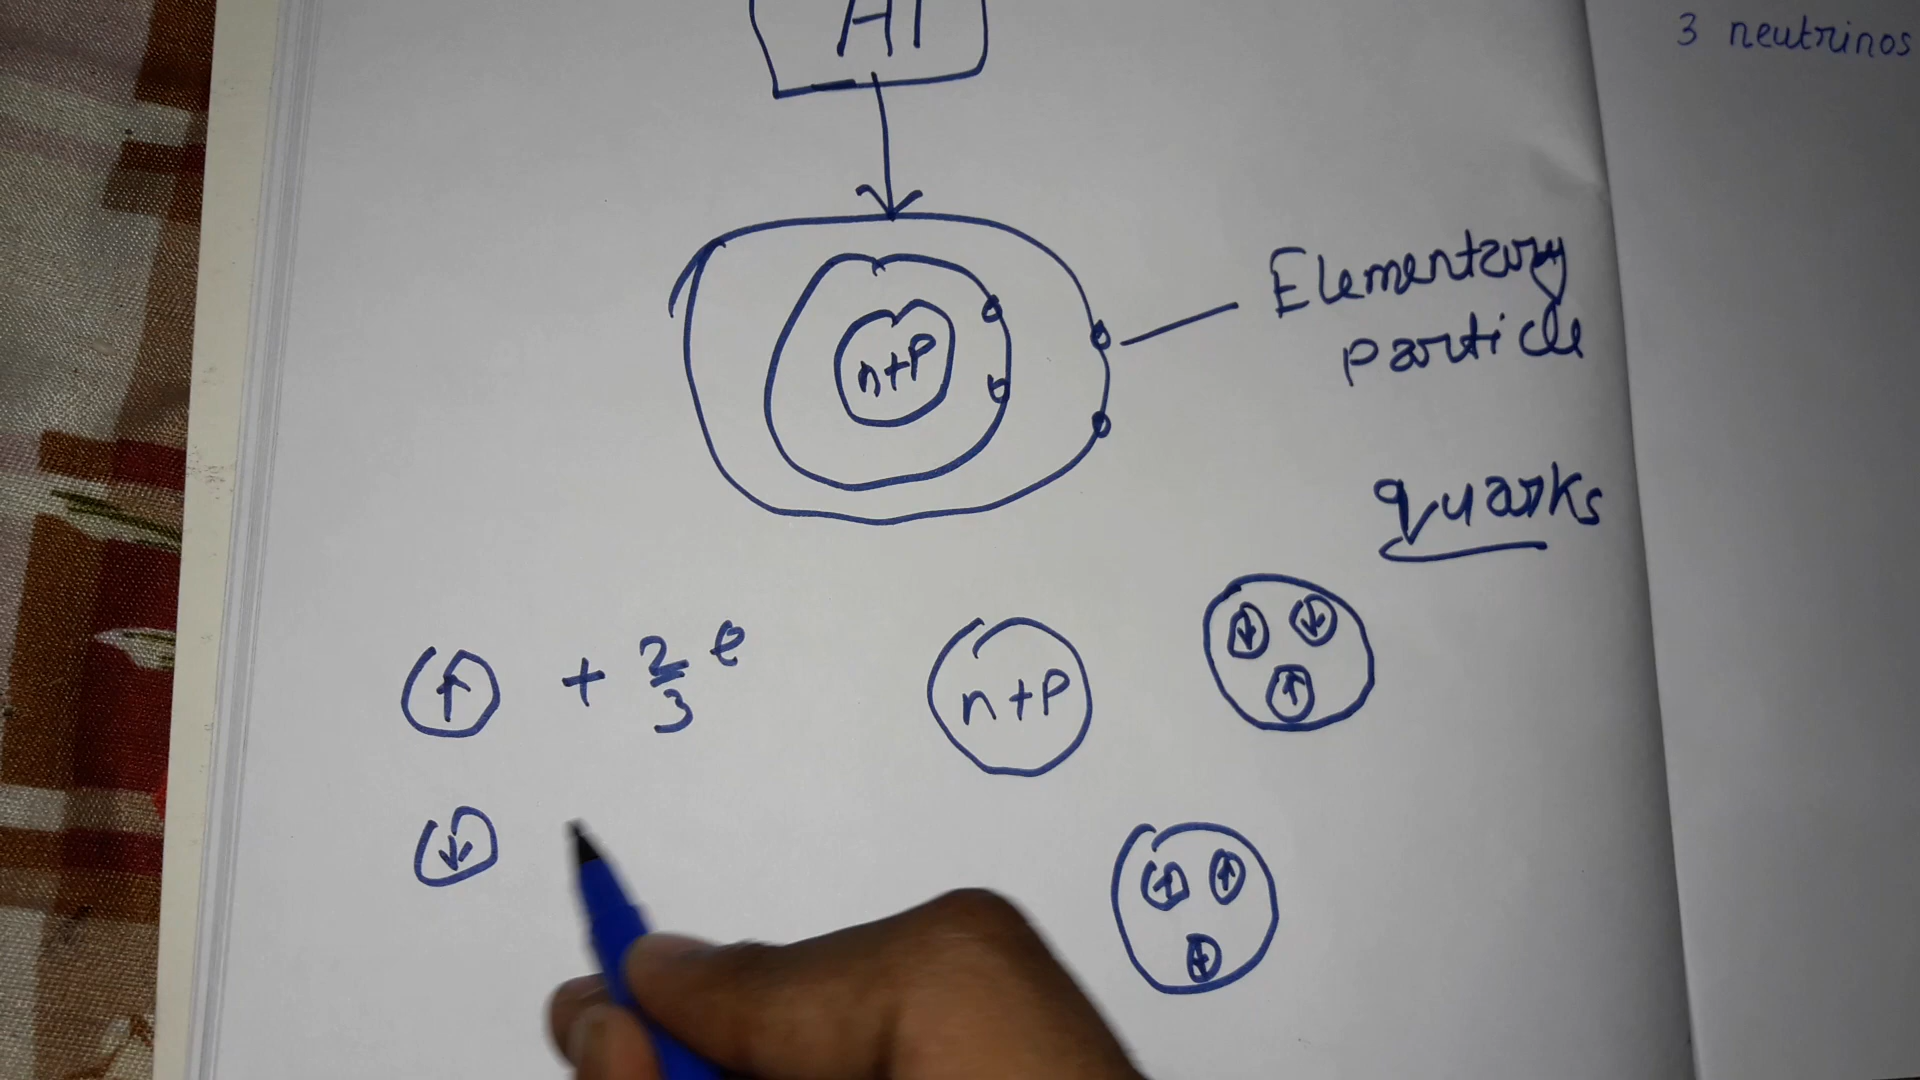 Al
3 neutrinos
n+p
Elementary
particle
quarks
↑ + 2/3 e
n+p
↓ ↓
↑
↓
↑ ↑
↓